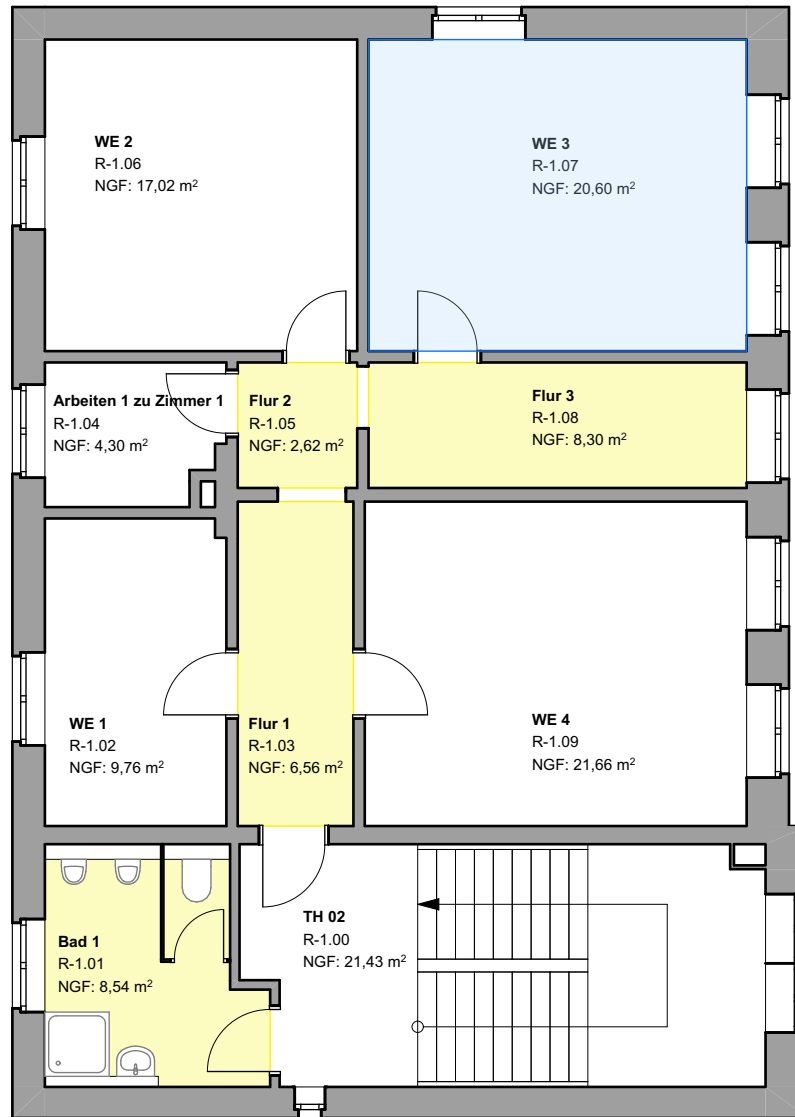 WE 2
R-1.06
NGF: 17,02 m²
WE 3
R-1.07
NGF: 20,60 m²
Arbeiten 1 zu Zimmer 1
R-1.04
NGF: 4,30 m²
Flur 2
R-1.05
NGF: 2,62 m²
Flur 3
R-1.08
NGF: 8,30 m²
WE 1
R-1.02
NGF: 9,76 m²
Flur 1
R-1.03
NGF: 6,56 m²
WE 4
R-1.09
NGF: 21,66 m²
Bad 1
R-1.01
NGF: 8,54 m²
TH 02
R-1.00
NGF: 21,43 m²